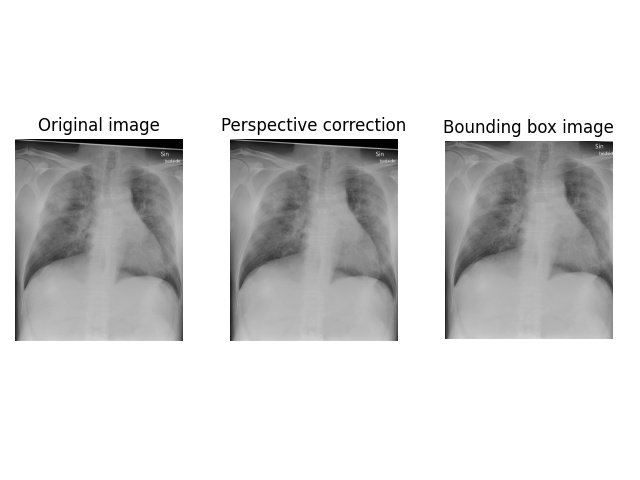 Original image
Perspective correction
Bounding box image
Sin
Sin
Sin